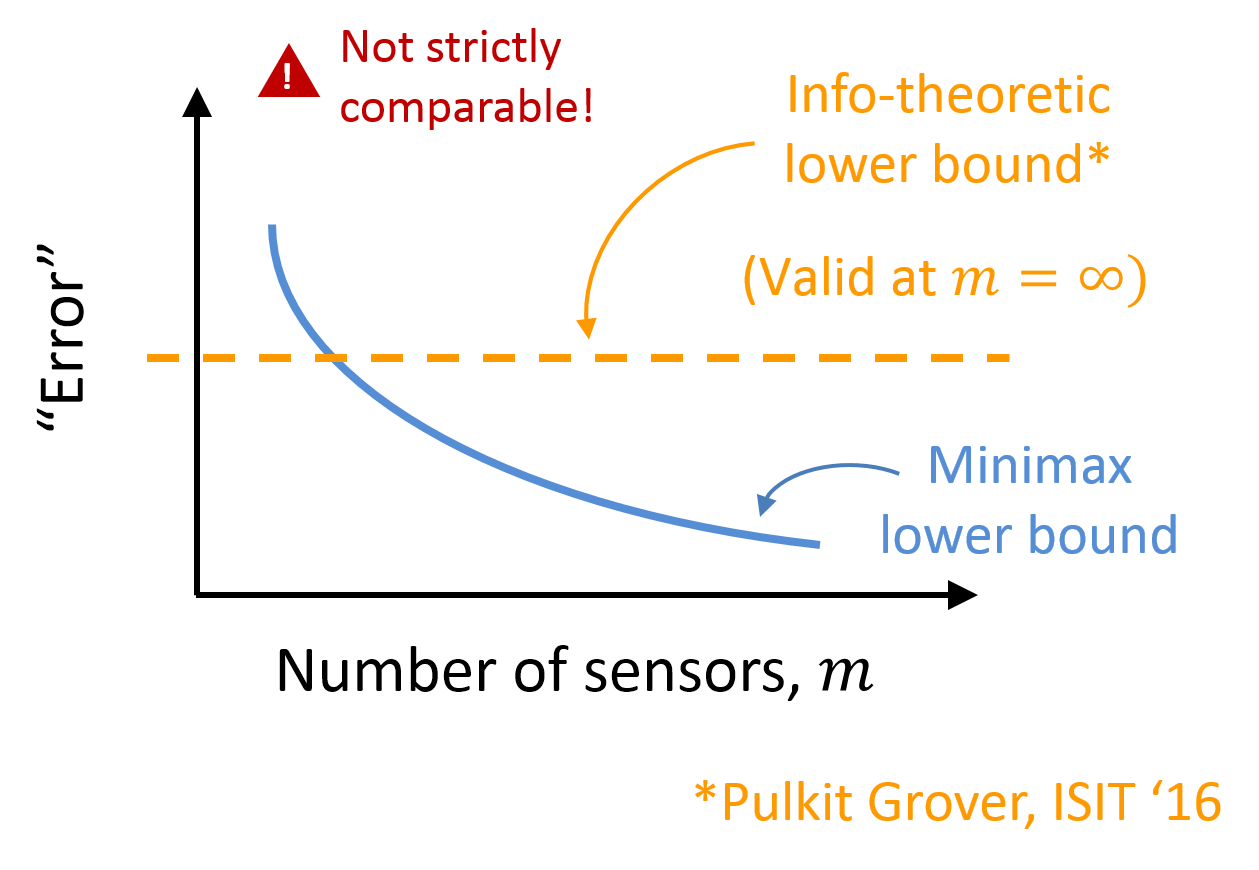 !
Not strictly
comparable!
Info-theoretic
lower bound*
(Valid at 𝑚 = ∞)
“Error”
Minimax
lower bound
Number of sensors, 𝑚
*Pulkit Grover, ISIT ‘16